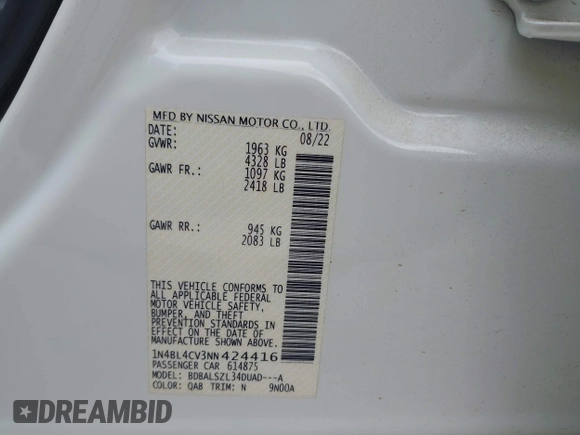 MFD BY NISSAN MOTOR CO., LTD.
DATE: 08/22
GVWR: 1963 KG
4328 LB
GAWR FR.: 1097 KG
2418 LB
GAWR RR.: 945 KG
2083 LB
THIS VEHICLE CONFORMS TO
ALL APPLICABLE FEDERAL
MOTOR VEHICLE SAFETY,
BUMPER, AND THEFT
PREVENTION STANDARDS IN
EFFECT ON THE DATE OF
MANUFACTURE SHOWN ABOVE.
1N4BL4CV3NN424416
PASSENGER CAR 614875
MODEL: BDBALSZL34DUAD---A
COLOR: QAB TRIM: N 9N00A
DREAMBID